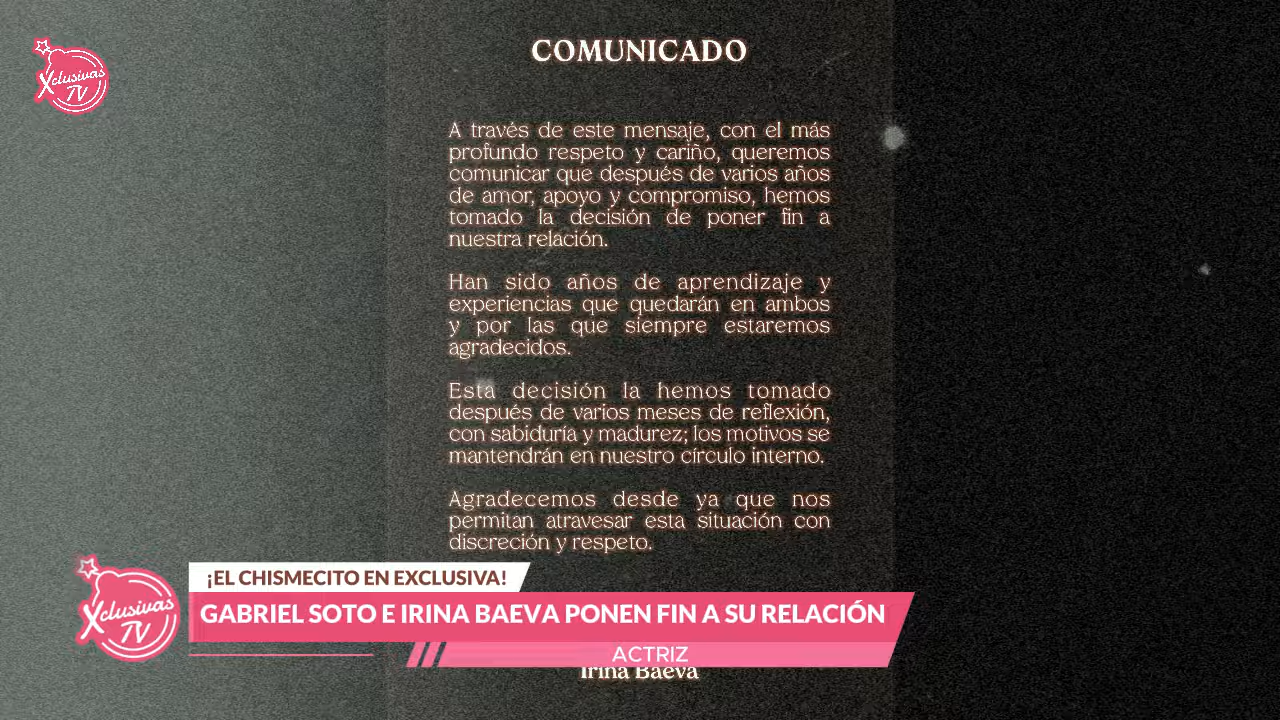 COMUNICADO
Xclusivas
TV
A través de este mensaje, con el más
profundo respeto y cariño, queremos
comunicar que después de varios años
de amor, apoyo y compromiso, hemos
tomado la decisión de poner fin a
nuestra relación.
Han sido años de aprendizaje y
experiencias que quedarán en ambos
y por las que siempre estaremos
agradecidos.
Esta decisión la hemos tomado
después de varios meses de reflexión,
con sabiduría y madurez; los motivos se
mantendrán en nuestro círculo interno.
Agradecemos desde ya que nos
permitan atravesar esta situación con
discreción y respeto.
¡EL CHISMECITO EN EXCLUSIVA!
Xclusivas
TV
GABRIEL SOTO E IRINA BAEVA PONEN FIN A SU RELACIÓN
ACTRIZ
Irina Baeva